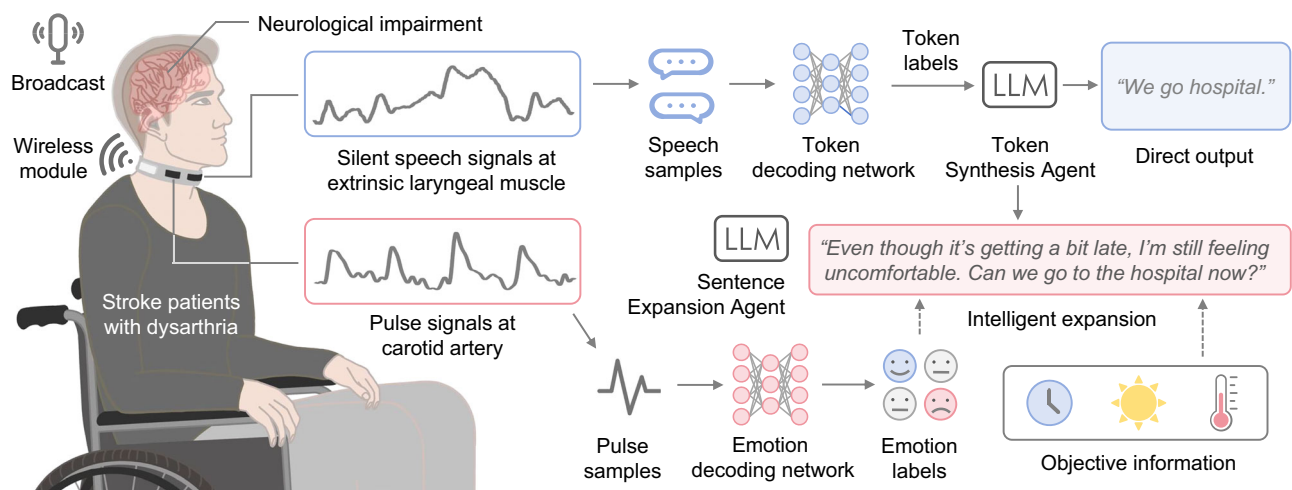 Neurological impairment
Broadcast
Wireless
module
Stroke patients
with dysarthria
Silent speech signals at
extrinsic laryngeal muscle
Speech
samples
Token
decoding network
Token
labels
LLM
Token
Synthesis Agent
“We go hospital.”
Direct output
Pulse signals at
carotid artery
LLM
Sentence
Expansion Agent
“Even though it’s getting a bit late, I’m still feeling
uncomfortable. Can we go to the hospital now?”
Intelligent expansion
Pulse
samples
Emotion
decoding network
Emotion
labels
Objective information